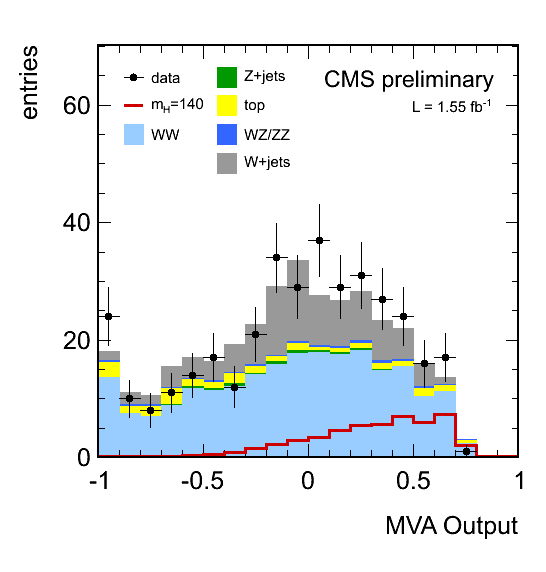 entries
CMS preliminary
L = 1.55 fb⁻¹
data
m_H=140
WW
Z+jets
top
WZ/ZZ
W+jets
60
40
20
0
-1 -0.5 0 0.5 1
MVA Output